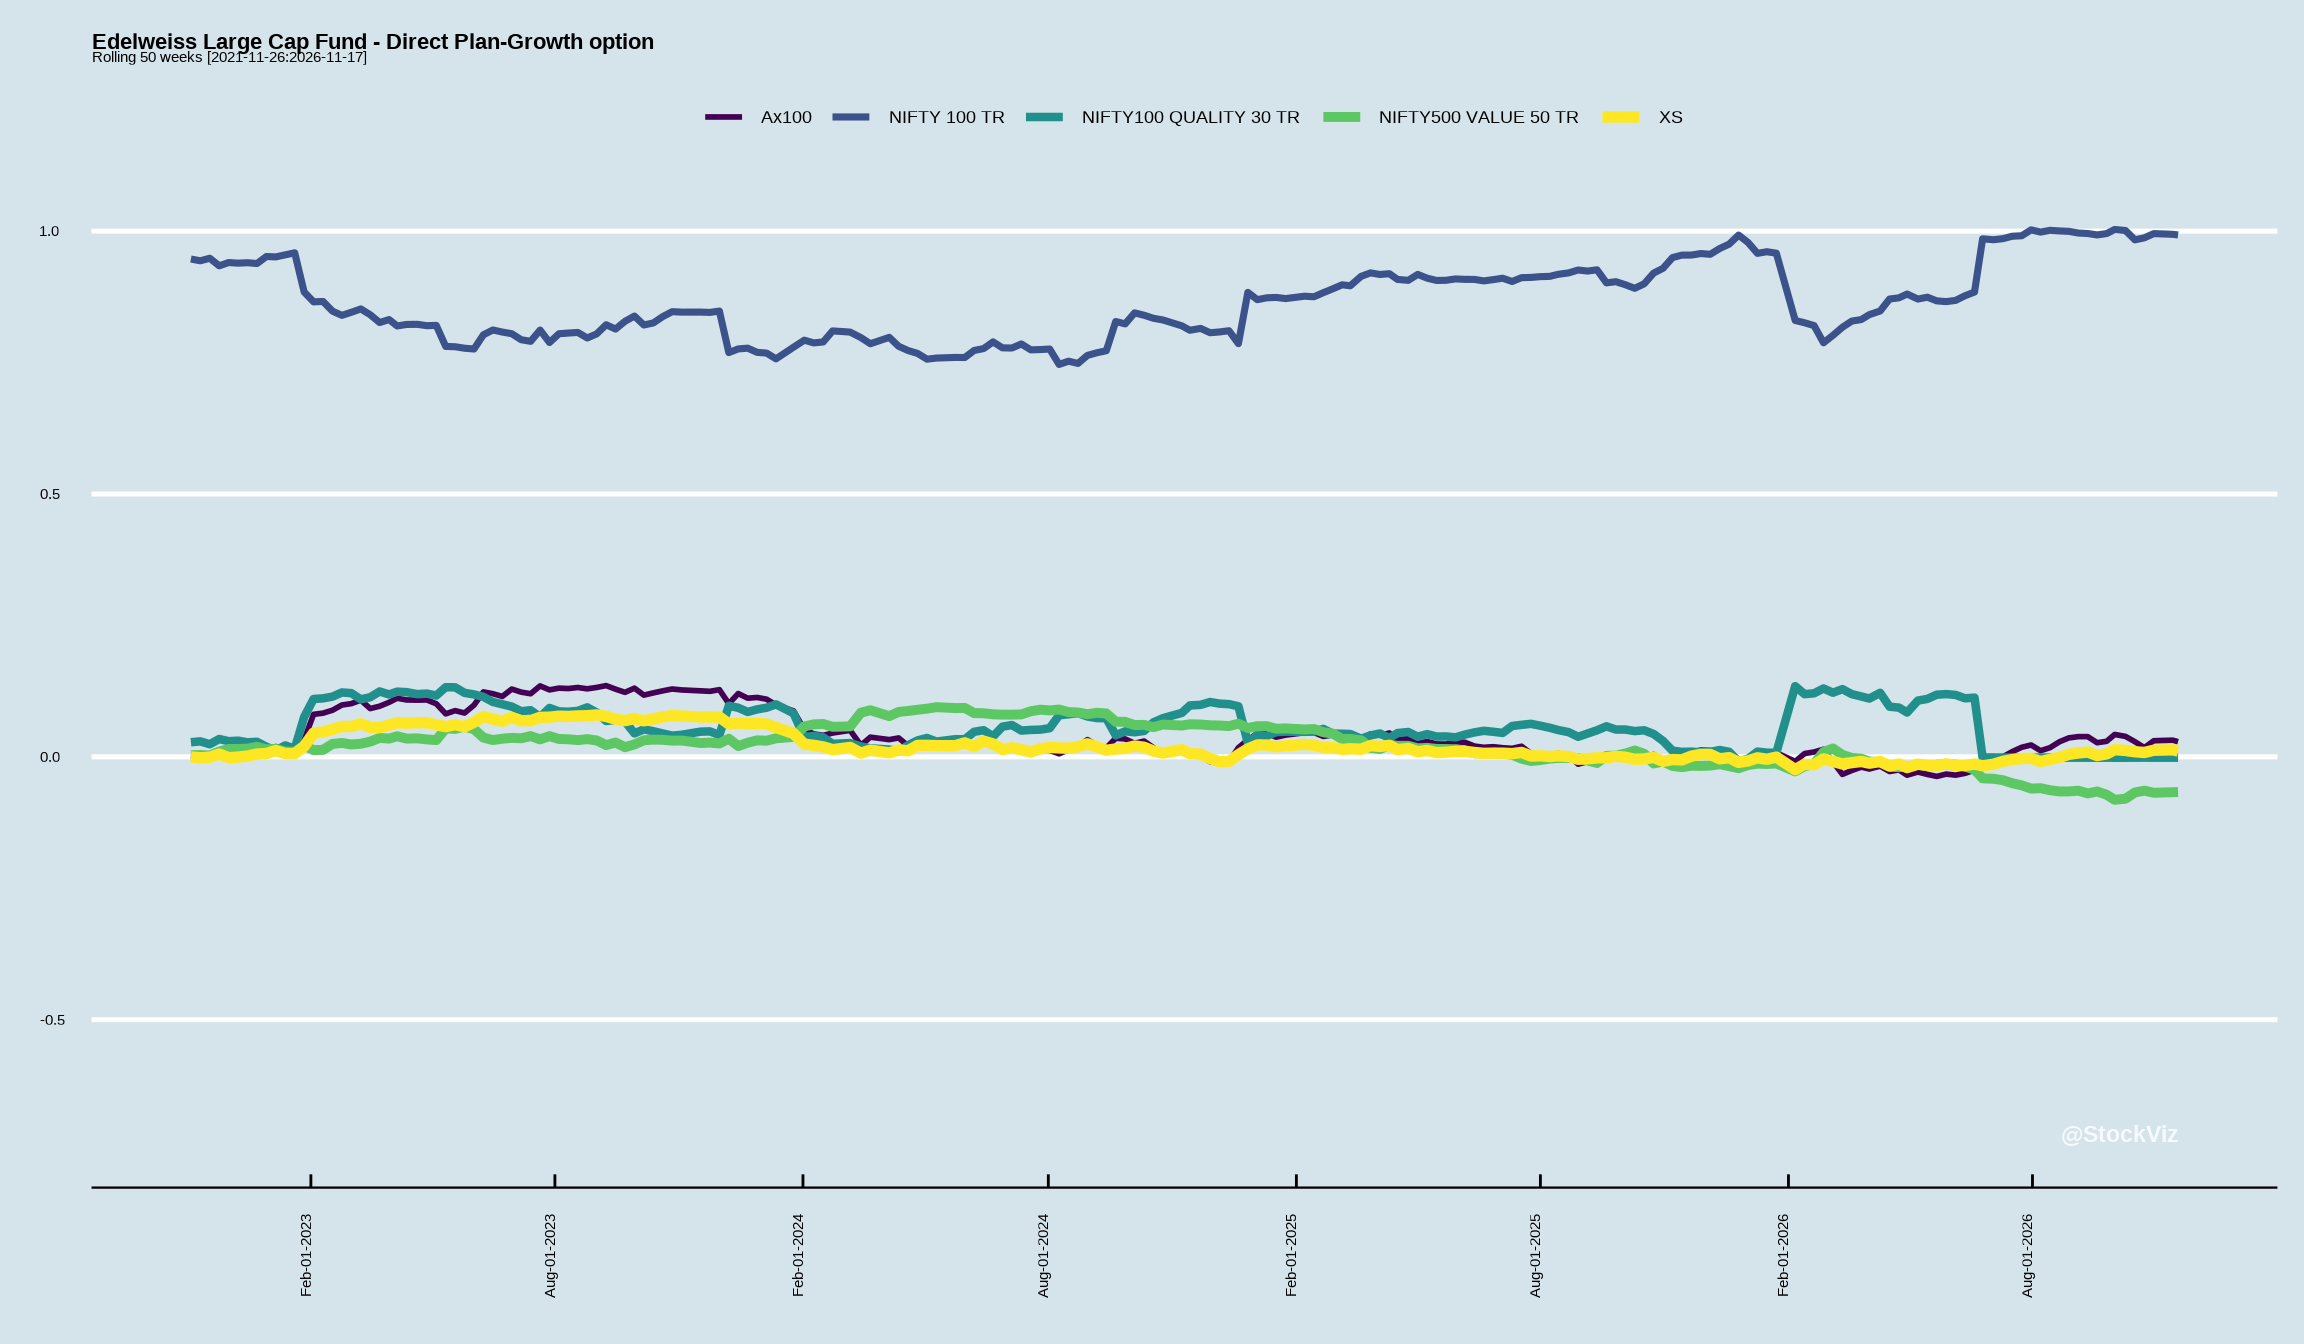 Edelweiss Large Cap Fund - Direct Plan-Growth option
Rolling 50 weeks [2021-11-26:2026-11-17]
Ax100 NIFTY 100 TR NIFTY100 QUALITY 30 TR NIFTY500 VALUE 50 TR XS
1.0
0.5
0.0
-0.5
@StockViz
Feb-01-2023 Aug-01-2023 Feb-01-2024 Aug-01-2024 Feb-01-2025 Aug-01-2025 Feb-01-2026 Aug-01-2026